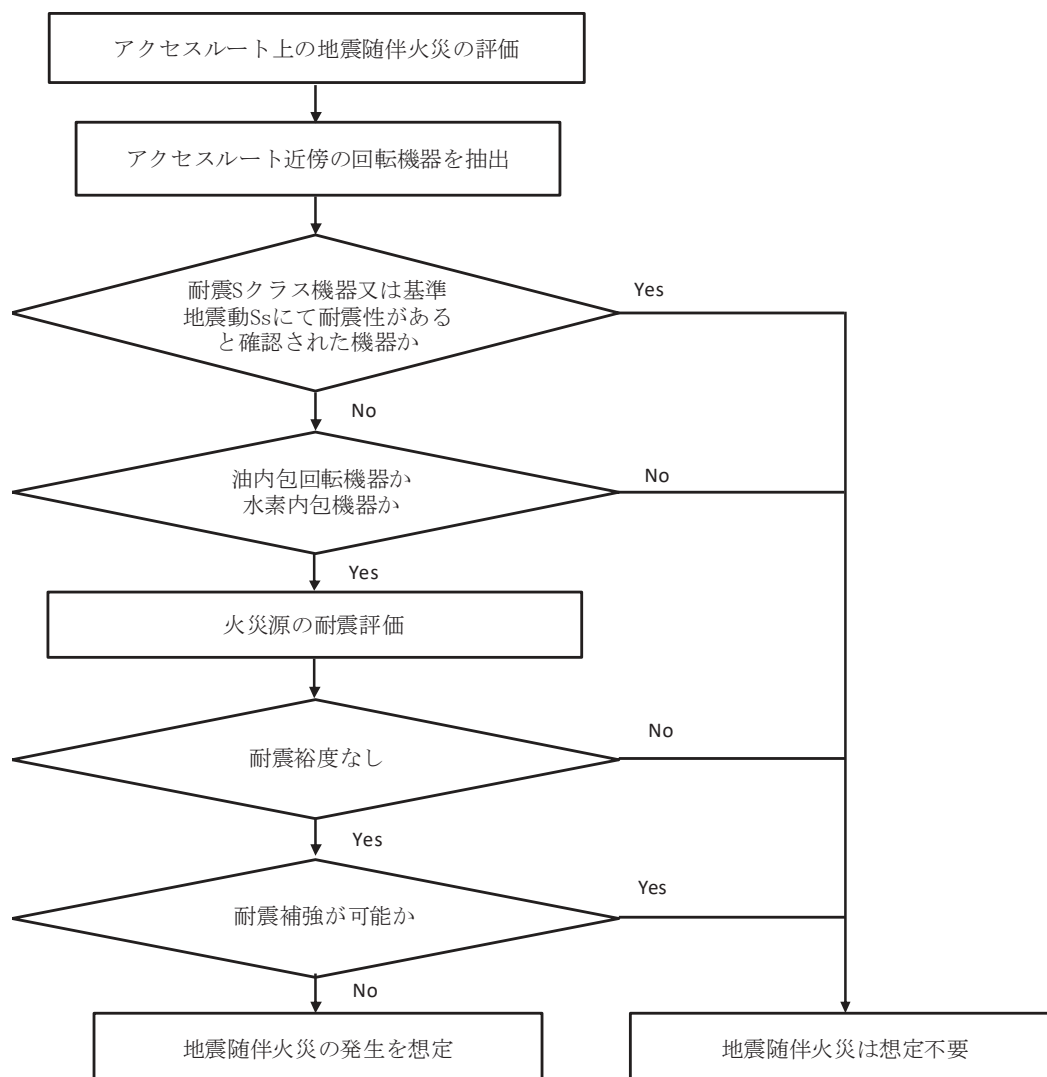 アクセスルート上の地震随伴火災の評価
アクセスルート近傍の回転機器を抽出
耐震Sクラス機器又は基準
地震動Ssにて耐震性がある
と確認された機器か
Yes
No
油内包回転機器か
水素内包機器か
No
Yes
火災源の耐震評価
耐震裕度なし
No
Yes
耐震補強が可能か
Yes
No
地震随伴火災の発生を想定
地震随伴火災は想定不要